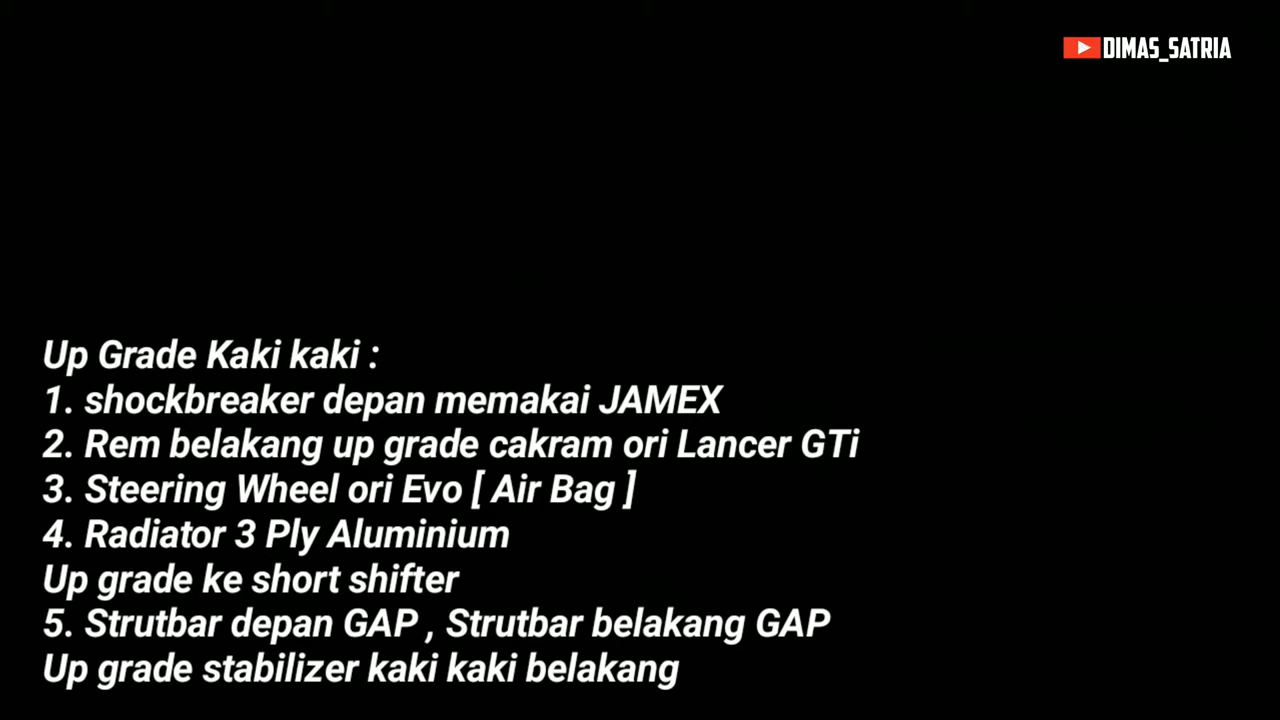 DIMAS_SATRIA
Up Grade Kaki kaki :
1. shockbreaker depan memakai JAMEX
2. Rem belakang up grade cakram ori Lancer GTi
3. Steering Wheel ori Evo [ Air Bag ]
4. Radiator 3 Ply Aluminium
Up grade ke short shifter
5. Strutbar depan GAP , Strutbar belakang GAP
Up grade stabilizer kaki kaki belakang